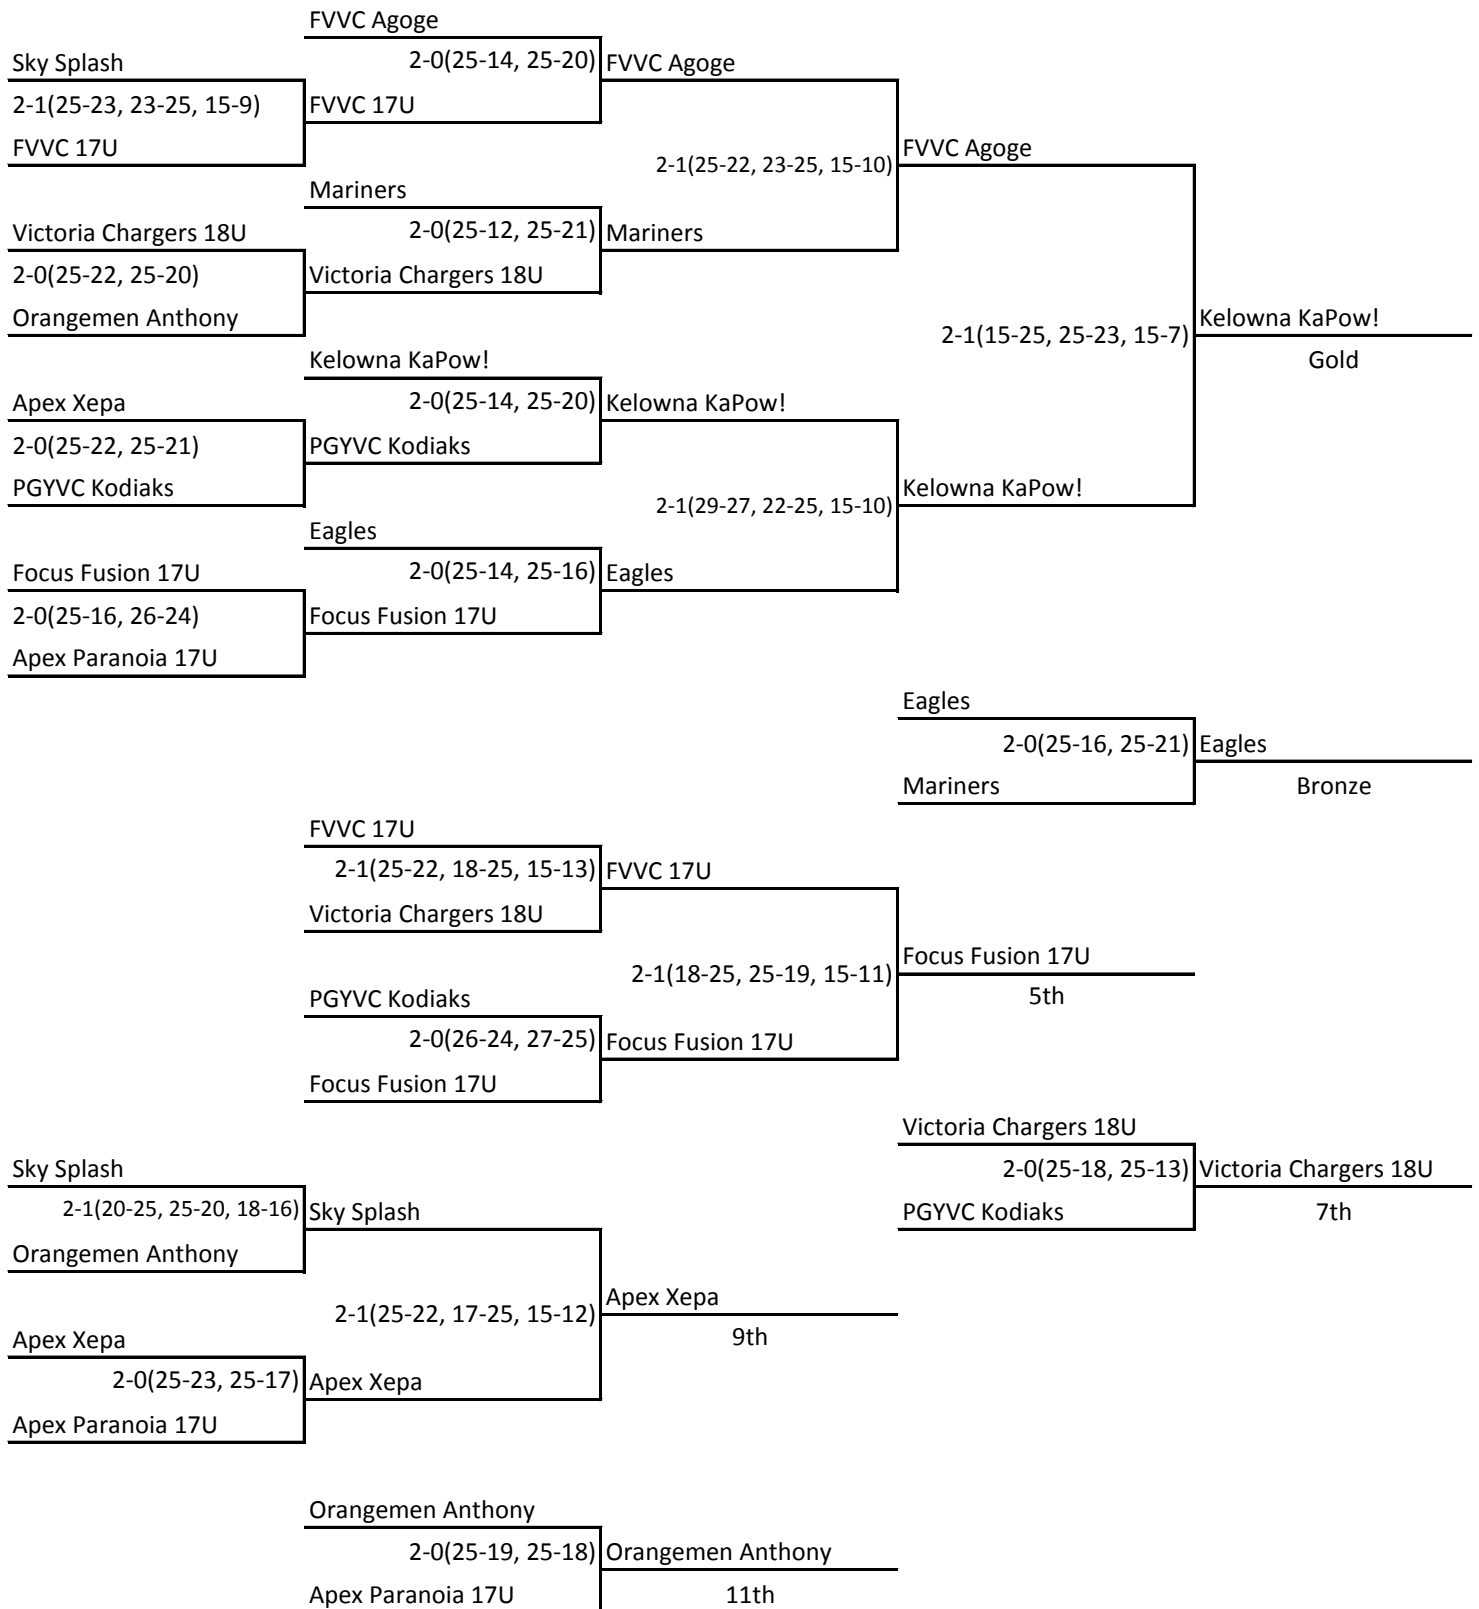 FVVC Agoge
Sky Splash
2-0(25-14, 25-20)
FVVC Agoge
2-1(25-23, 23-25, 15-9)
FVVC 17U
FVVC 17U
2-1(25-22, 23-25, 15-10)
FVVC Agoge
Mariners
Victoria Chargers 18U
2-0(25-12, 25-21)
Mariners
2-0(25-22, 25-20)
Victoria Chargers 18U
Orangemen Anthony
2-1(15-25, 25-23, 15-7)
Kelowna KaPow!
Kelowna KaPow!
Gold
Apex Xepa
2-0(25-14, 25-20)
Kelowna KaPow!
2-0(25-22, 25-21)
PGYVC Kodiaks
PGYVC Kodiaks
2-1(29-27, 22-25, 15-10)
Kelowna KaPow!
Eagles
Focus Fusion 17U
2-0(25-14, 25-16)
Eagles
2-0(25-16, 26-24)
Focus Fusion 17U
Apex Paranoia 17U
Eagles
2-0(25-16, 25-21)
Eagles
Mariners
Bronze
FVVC 17U
2-1(25-22, 18-25, 15-13)
FVVC 17U
Victoria Chargers 18U
2-1(18-25, 25-19, 15-11)
Focus Fusion 17U
PGYVC Kodiaks
5th
2-0(26-24, 27-25)
Focus Fusion 17U
Focus Fusion 17U
Victoria Chargers 18U
Sky Splash
2-0(25-18, 25-13)
Victoria Chargers 18U
2-1(20-25, 25-20, 18-16)
Sky Splash
PGYVC Kodiaks
7th
Orangemen Anthony
2-1(25-22, 17-25, 15-12)
Apex Xepa
Apex Xepa
9th
2-0(25-23, 25-17)
Apex Xepa
Apex Paranoia 17U
Orangemen Anthony
2-0(25-19, 25-18)
Orangemen Anthony
Apex Paranoia 17U
11th